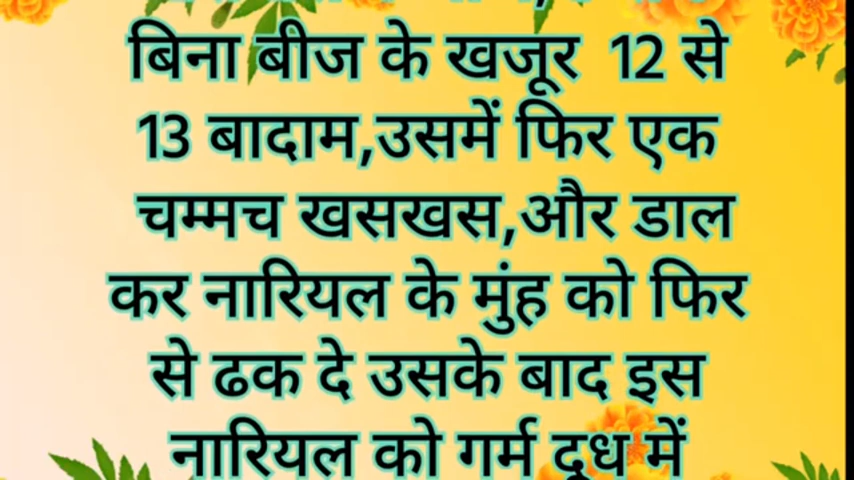 बिना बीज के खजूर 12 से
13 बादाम,उसमें फिर एक
चम्मच खसखस,और डाल
कर नारियल के मुंह को फिर
से ढक दे उसके बाद इस
नारियल को गर्म दूध में